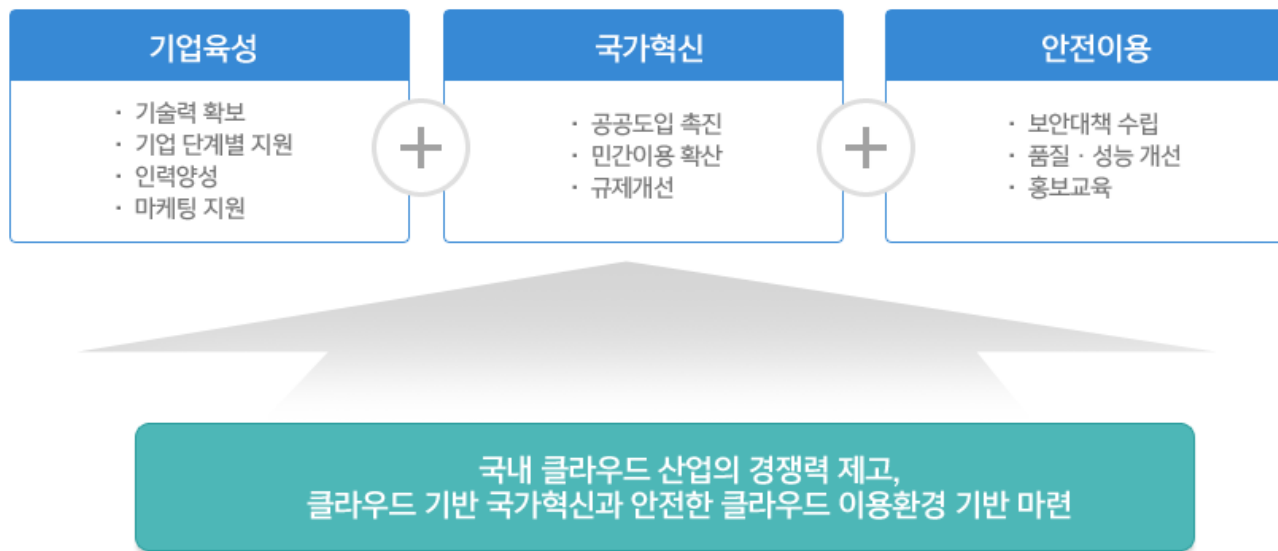 기업육성
· 기술력 확보
· 기업 단계별 지원
· 인력양성
· 마케팅 지원
국가혁신
· 공공도입 촉진
· 민간이용 확산
· 규제개선
안전이용
· 보안대책 수립
· 품질 · 성능 개선
· 홍보교육
국내 클라우드 산업의 경쟁력 제고,
클라우드 기반 국가혁신과 안전한 클라우드 이용환경 기반 마련